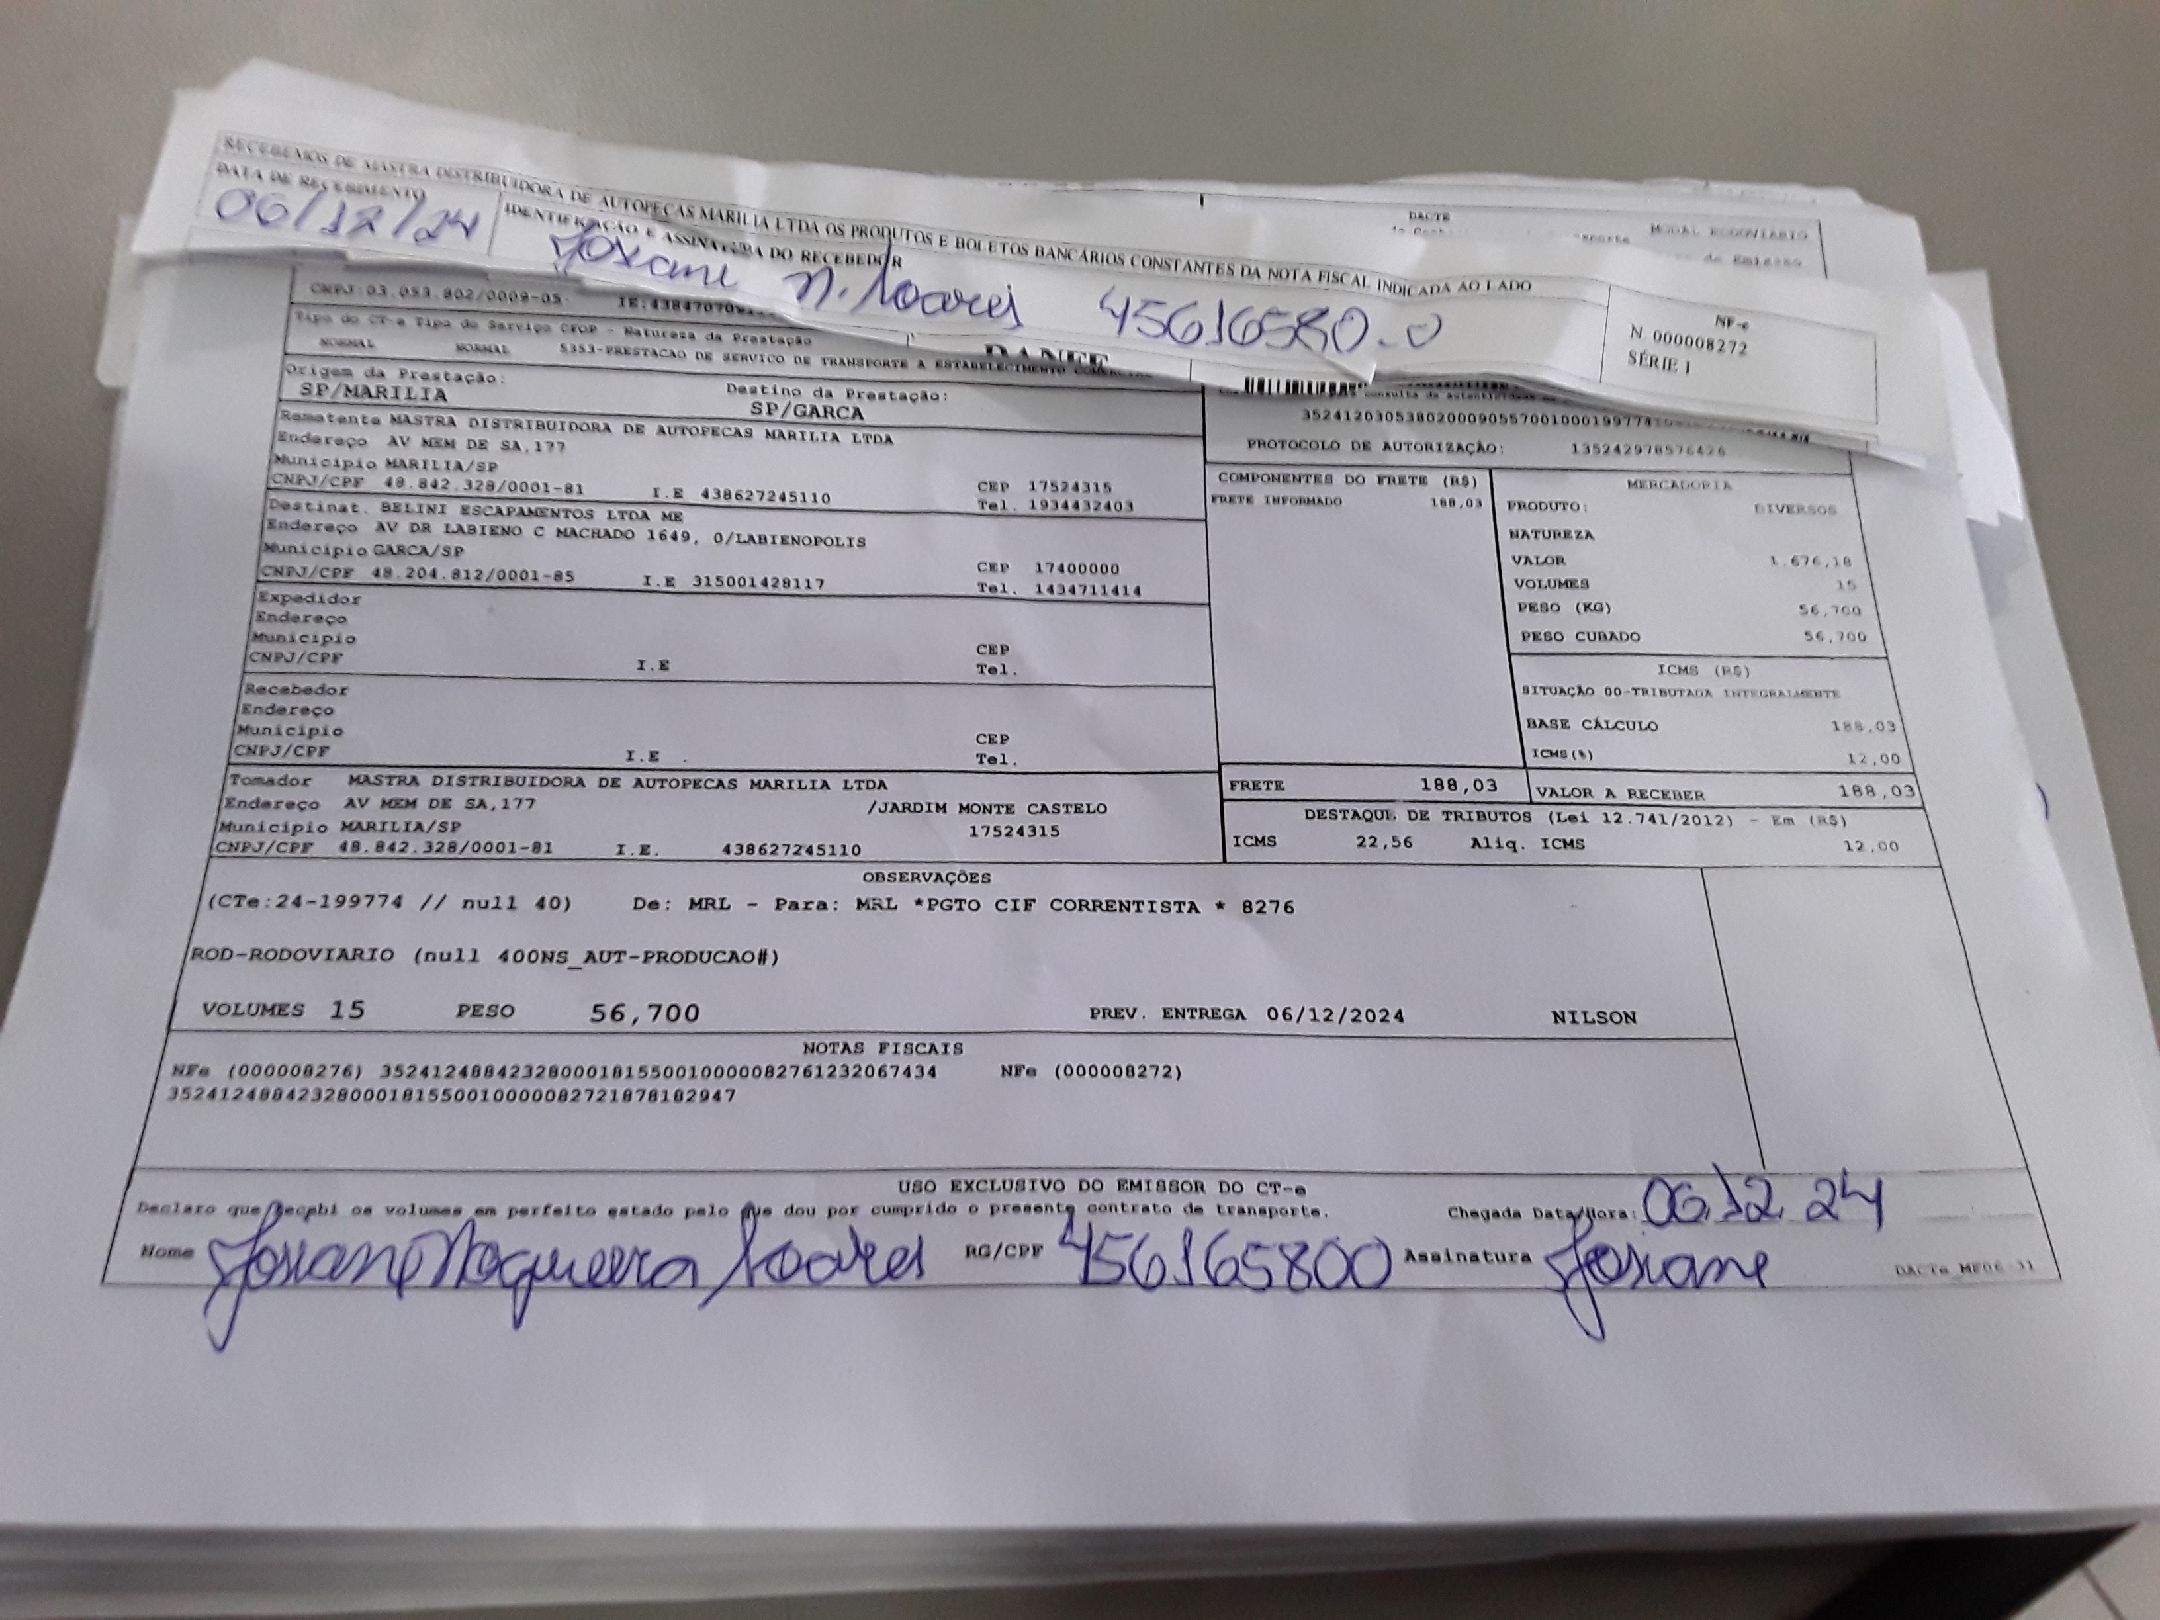 RECEBEMOS DE MASTRA DISTRIBUIDORA DE AUTOPEÇAS MARILIA LTDA OS PRODUTOS E BOLETOS BANCÁRIOS CONSTANTES DA NOTA FISCAL INDICADA AO LADO
DATA DE RECEBIMENTO
IDENTIFICAÇÃO E ASSINATURA DO RECEBEDOR
06/12/24
Josiane N. Soares 45616580-0
NF-e
N 000008272
SÉRIE 1
DACTE
MODAL RODOVIARIO
CNPJ:03.053.802/0009-05
Tipo do CT-e Tipo do Serviço CFOP - Natureza da Prestação
NORMAL NORMAL 5353-PRESTACAO DE SERVICO DE TRANSPORTE A ESTABELECIMENTO
DANFE
Origem da Prestação: Destino da Prestação:
SP/MARILIA SP/GARCA
PROTOCOLO DE AUTORIZAÇÃO: 135242978576426
Remetente MASTRA DISTRIBUIDORA DE AUTOPECAS MARILIA LTDA
Endereço AV MEM DE SA,177
Municipio MARILIA/SP CEP 17524315
CNPJ/CPF 48.842.328/0001-81 I.E 438627245110 Tel. 1934432403
Destinat. BELINI ESCAPAMENTOS LTDA ME
Endereço AV DR LABIENO C MACHADO 1649, 0/LABIENOPOLIS
Municipio GARCA/SP CEP 17400000
CNPJ/CPF 48.204.812/0001-85 I.E 315001428117 Tel. 1434711414
Expedidor
Endereço
Municipio CEP
CNPJ/CPF I.E Tel.
Recebedor
Endereço
Municipio CEP
CNPJ/CPF I.E Tel.
Tomador MASTRA DISTRIBUIDORA DE AUTOPECAS MARILIA LTDA
Endereço AV MEM DE SA,177 /JARDIM MONTE CASTELO
Municipio MARILIA/SP 17524315
CNPJ/CPF 48.842.328/0001-81 I.E. 438627245110
COMPONENTES DO FRETE (R$)
FRETE INFORMADO 188,03
MERCADORIA
PRODUTO: DIVERSOS
NATUREZA
VALOR 1.676,18
VOLUMES 15
PESO (KG) 56,700
PESO CUBADO 56,700
ICMS (R$)
SITUAÇÃO 00-TRIBUTADA INTEGRALMENTE
BASE CÁLCULO 188,03
ICMS(%) 12,00
FRETE 188,03 VALOR A RECEBER 188,03
DESTAQUE DE TRIBUTOS (Lei 12.741/2012) - Em (R$)
ICMS 22,56 Aliq. ICMS 12,00
OBSERVAÇÕES
(CTe:24-199774 // null 40) De: MRL - Para: MRL *PGTO CIF CORRENTISTA * 8276
ROD-RODOVIARIO (null 400NS_AUT-PRODUCAO#)
VOLUMES 15 PESO 56,700 PREV. ENTREGA 06/12/2024 NILSON
NOTAS FISCAIS
NFe (000008276) 35241248842328000181550010000082761232067434 NFe (000008272)
35241248842328000181550010000082721878182947
USO EXCLUSIVO DO EMISSOR DO CT-e
Declaro que recebi os volumes em perfeito estado pelo que dou por cumprido o presente contrato de transporte. Chegada Data/Hora: 06 12 24
Nome Josiane Nogueira Soares RG/CPF 456165800 Assinatura Josiane